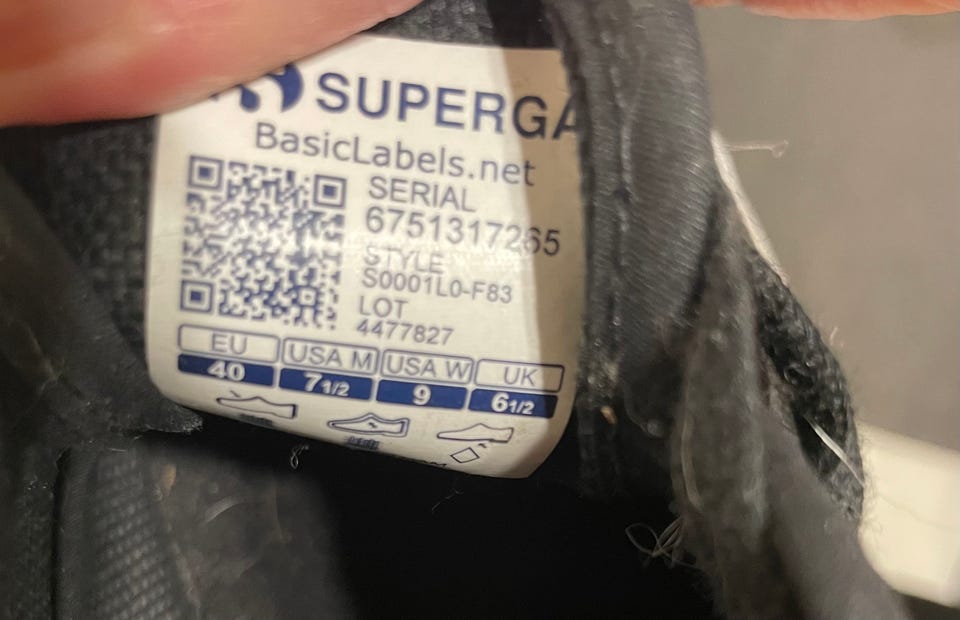 SUPERGA
BasicLabels.net
SERIAL
6751317265
STYLE
S0001L0-F83
LOT
4477827
EU USA M USA W UK
40 7 1/2 9 6 1/2